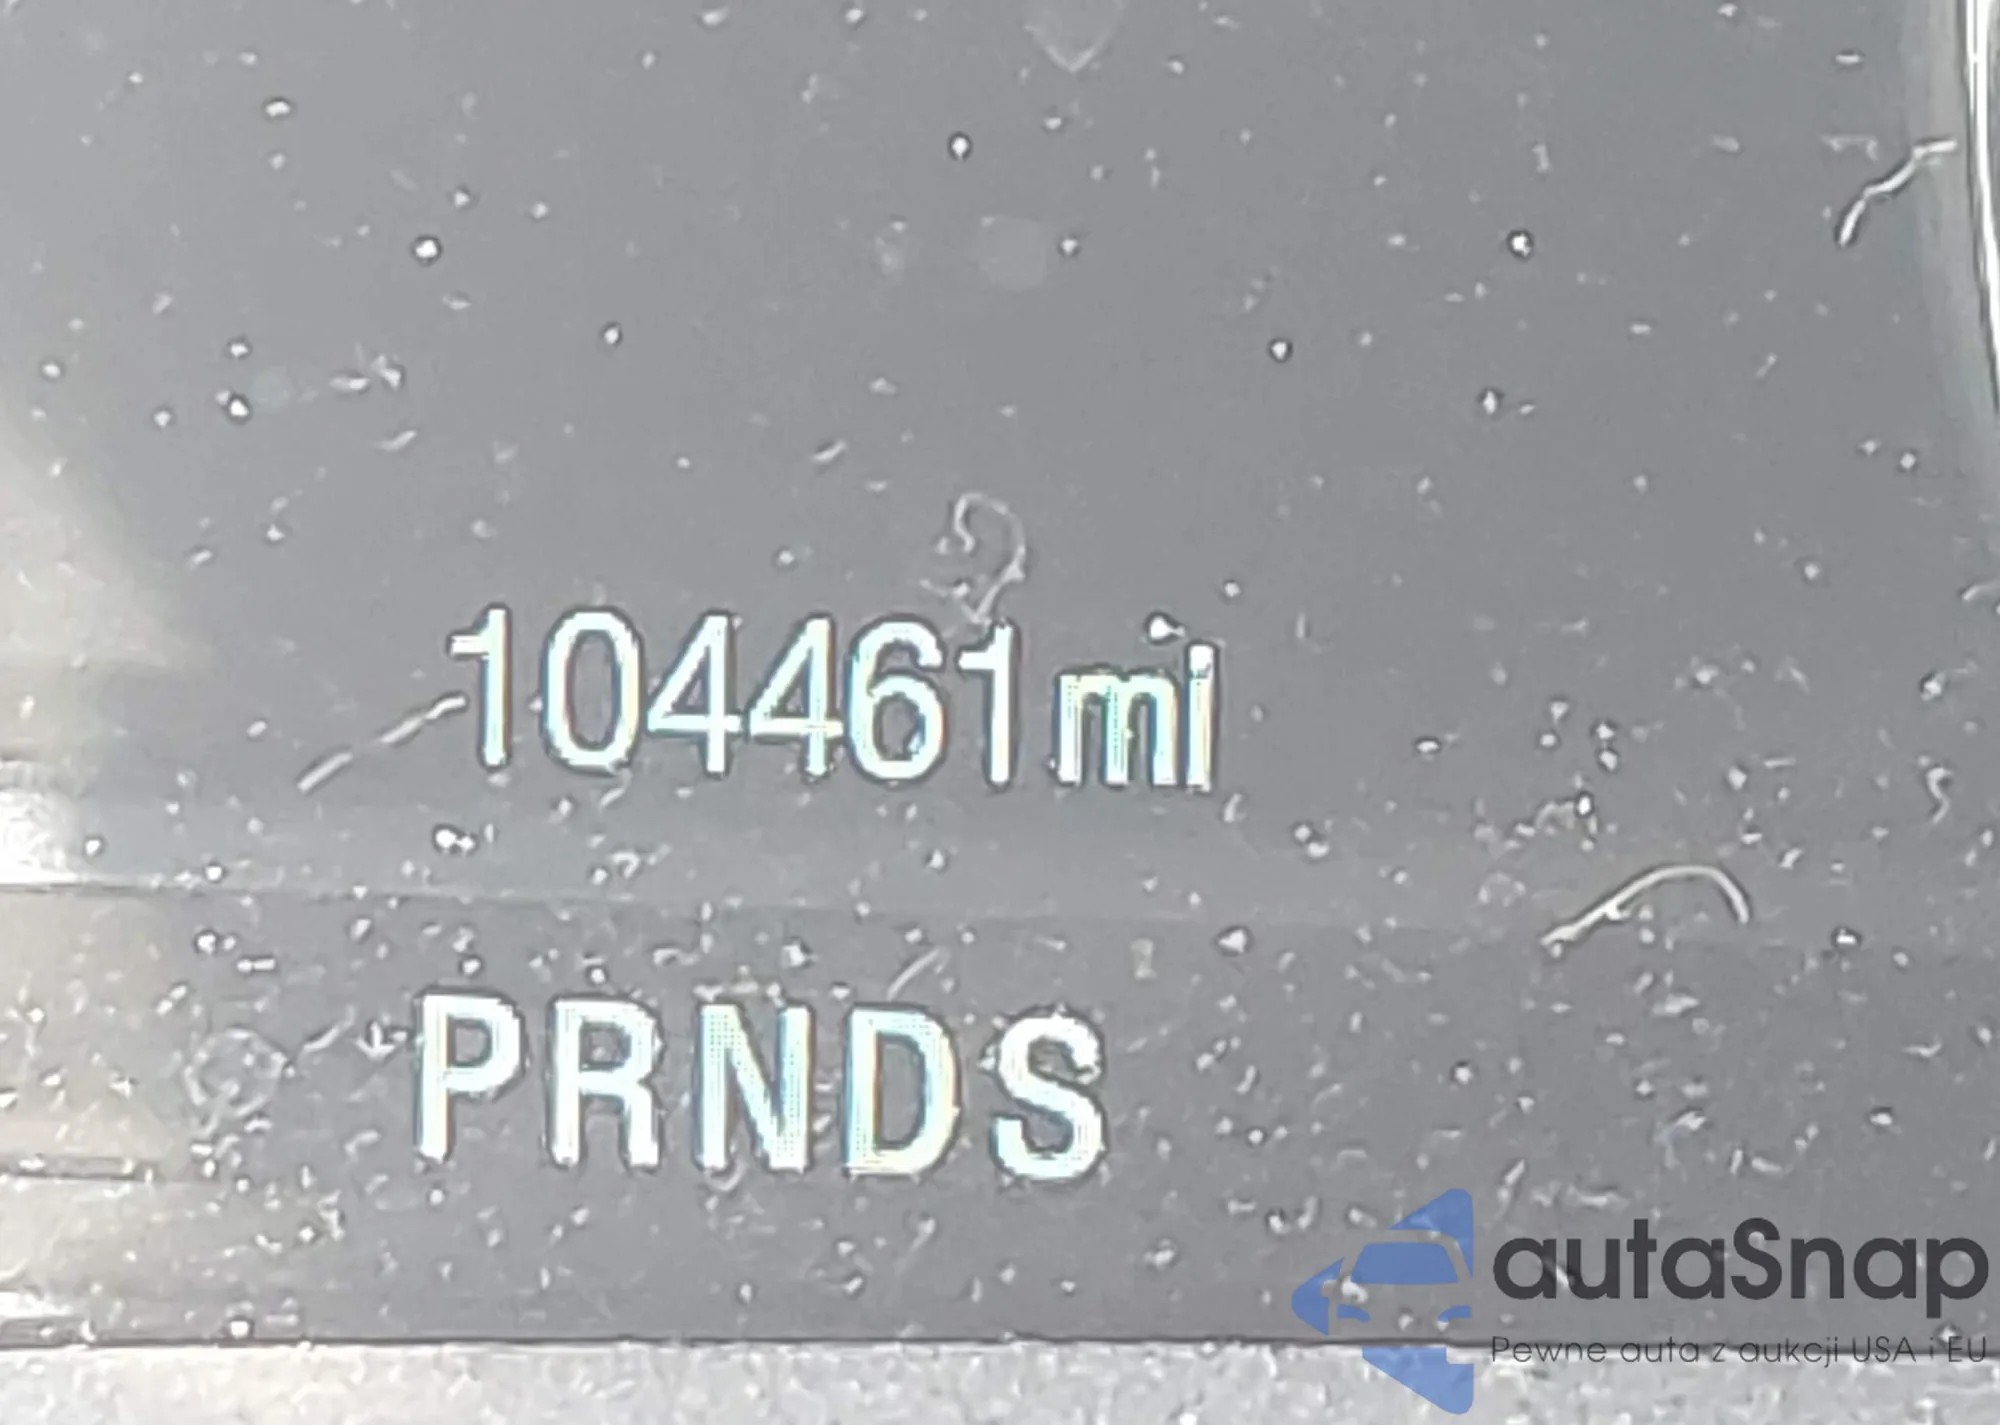 104461mi
PRNDS
autaSnap
Pewne auta z aukcji USA i EU